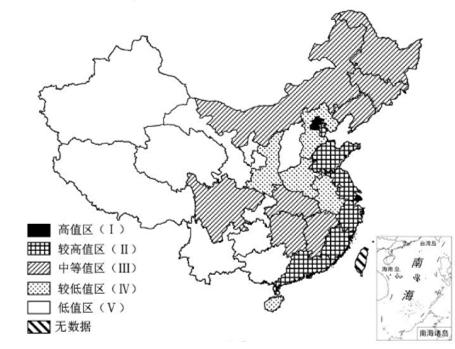 高值区（Ⅰ）
较高值区（Ⅱ）
中等值区（Ⅲ）
较低值区（Ⅳ）
低值区（Ⅴ）
无数据
台湾岛
海南岛
南
海
南海诸岛